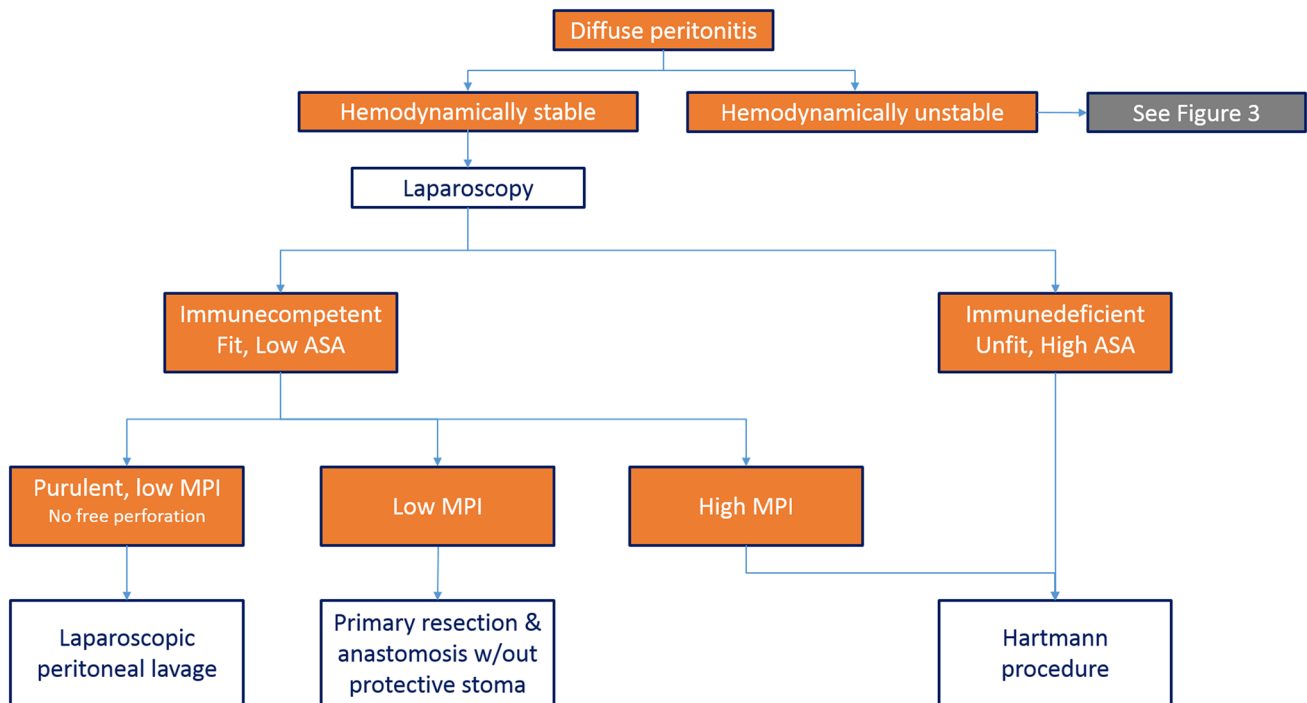 Diffuse peritonitis
Hemodynamically stable
Hemodynamically unstable
See Figure 3
Laparoscopy
Immunecompetent
Fit, Low ASA
Immunedeficient
Unfit, High ASA
Purulent, low MPI
No free perforation
Low MPI
High MPI
Laparoscopic
peritoneal lavage
Primary resection &
anastomosis w/out
protective stoma
Hartmann
procedure